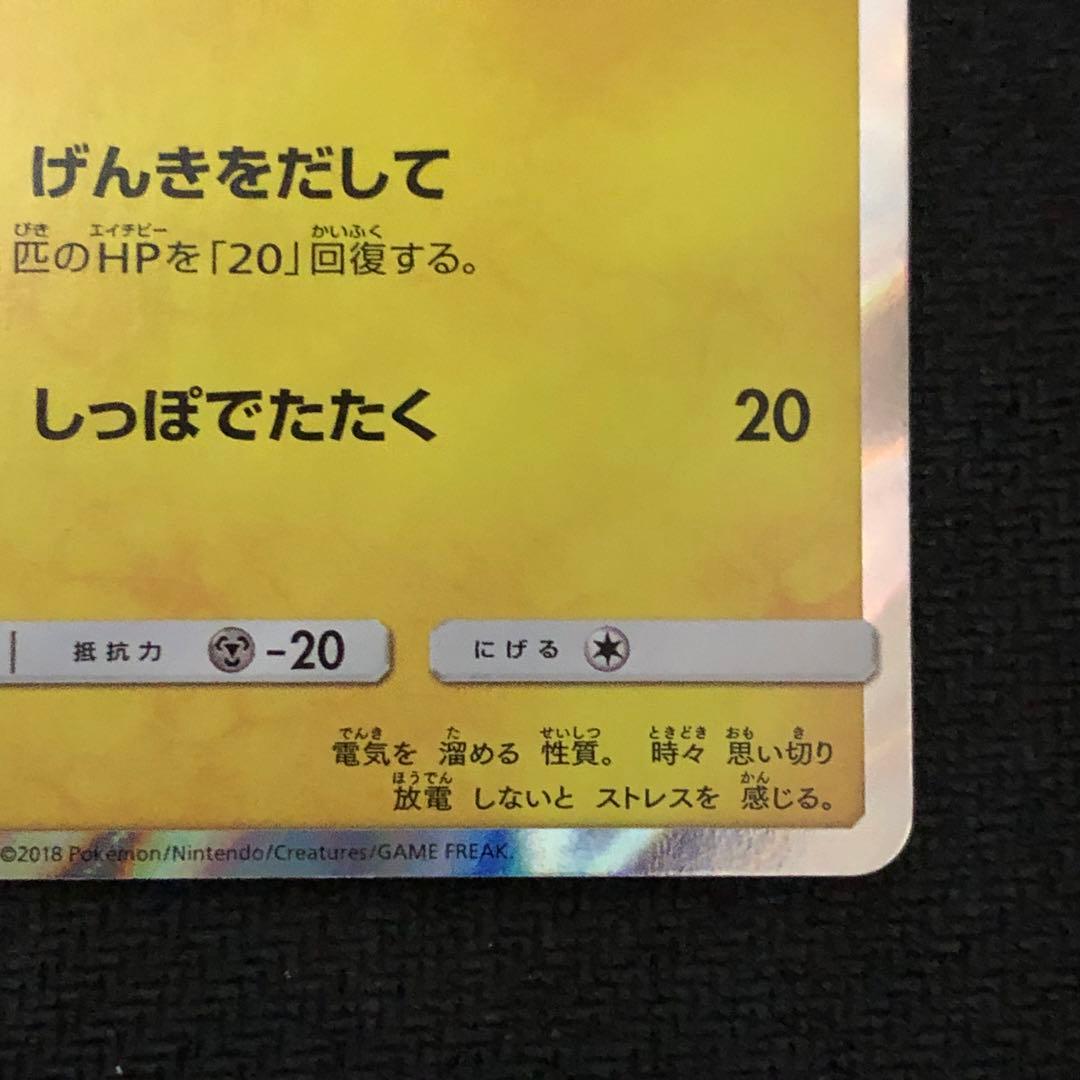 げんきをだして
匹のHPを「20」回復する。
しっぽでたたく 20
抵抗力 -20 にげる
電気を 溜める 性質。 時々 思い切り
放電 しないと ストレスを 感じる。
©2018 Pokémon/Nintendo/Creatures/GAME FREAK.